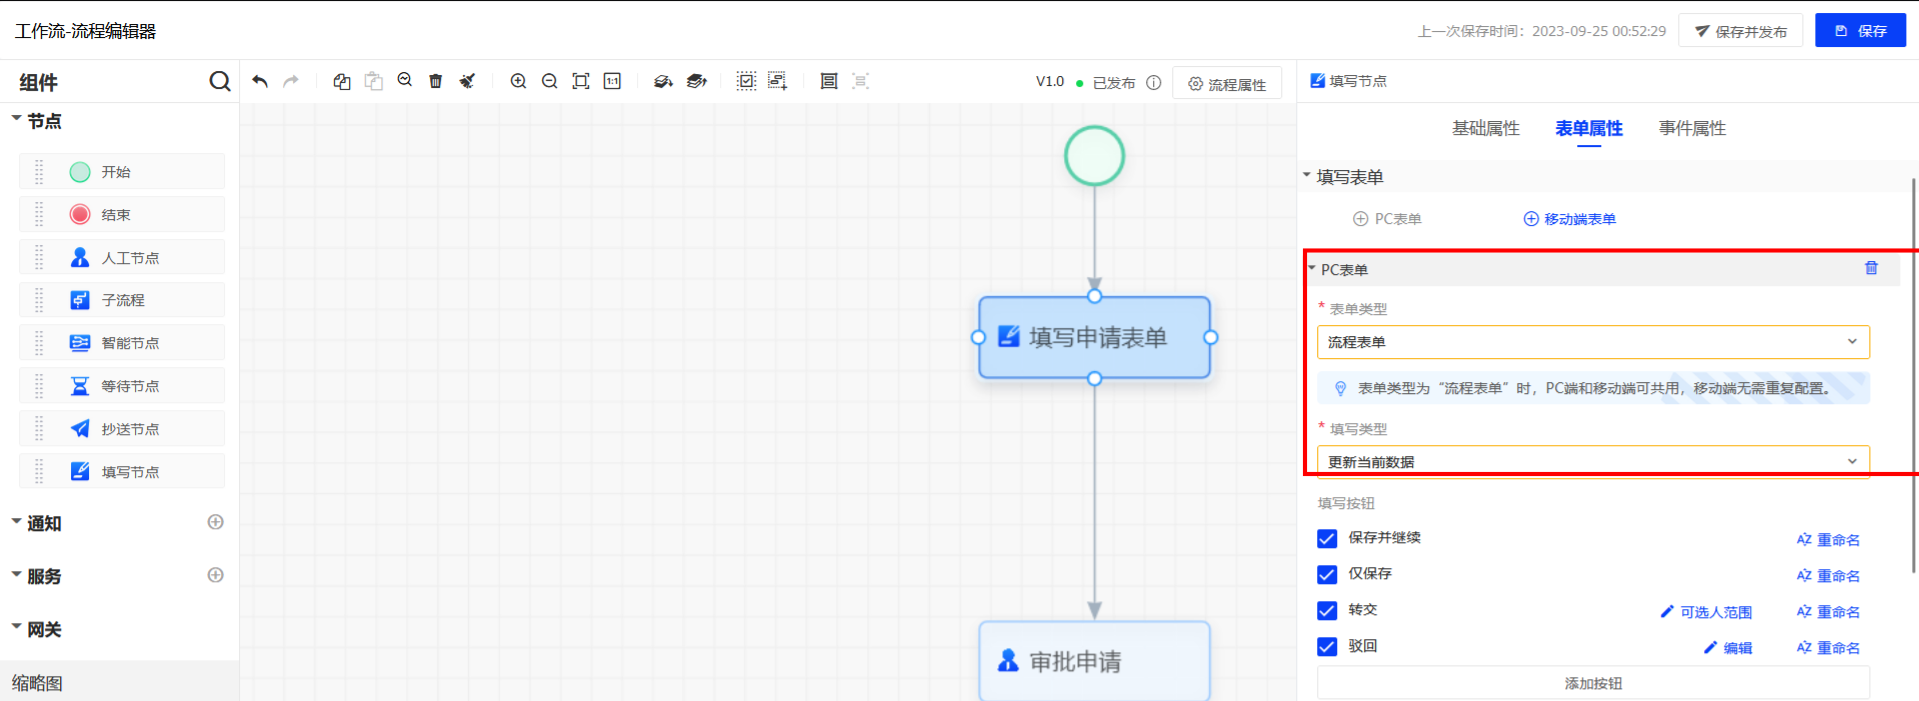 工作流-流程编辑器
上一次保存时间：2023-09-25 00:52:29
保存并发布
保存
组件
V1.0
已发布
流程属性
节点
开始
结束
人工节点
子流程
智能节点
等待节点
抄送节点
填写节点
通知
服务
网关
缩略图
1:1
填写申请表单
审批申请
填写节点
基础属性
表单属性
事件属性
填写表单
PC表单
移动端表单
PC表单
* 表单类型
流程表单
表单类型为“流程表单”时，PC端和移动端可共用，移动端无需重复配置。
* 填写类型
更新当前数据
填写按钮
保存并继续
AZ 重命名
仅保存
AZ 重命名
转交
可选人范围
AZ 重命名
驳回
编辑
AZ 重命名
添加按钮